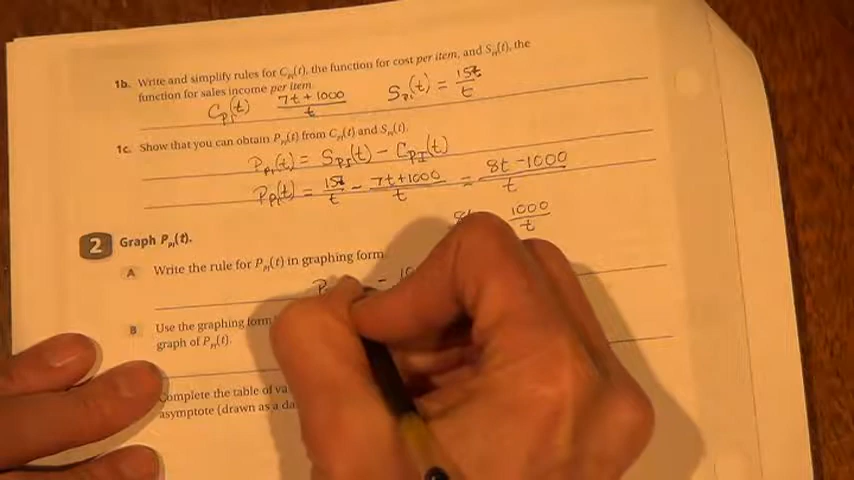 1b. Write and simplify rules for C_PI(t), the function for cost per item, and S_PI(t), the
function for sales income per item.
C_PI(t) 7t+1000/t S_PI(t) = 15t/t
1c. Show that you can obtain P_PI(t) from C_PI(t) and S_PI(t).
P_PI(t) = S_PI(t) - C_PI(t)
P_PI(t) = 15t/t - 7t+1000/t = 8t-1000/t
8t 1000/t
2 Graph P_PI(t).
A Write the rule for P_PI(t) in graphing form.
P - 10
B Use the graphing form
graph of P_PI(t).
Complete the table of va
asymptote (drawn as a da